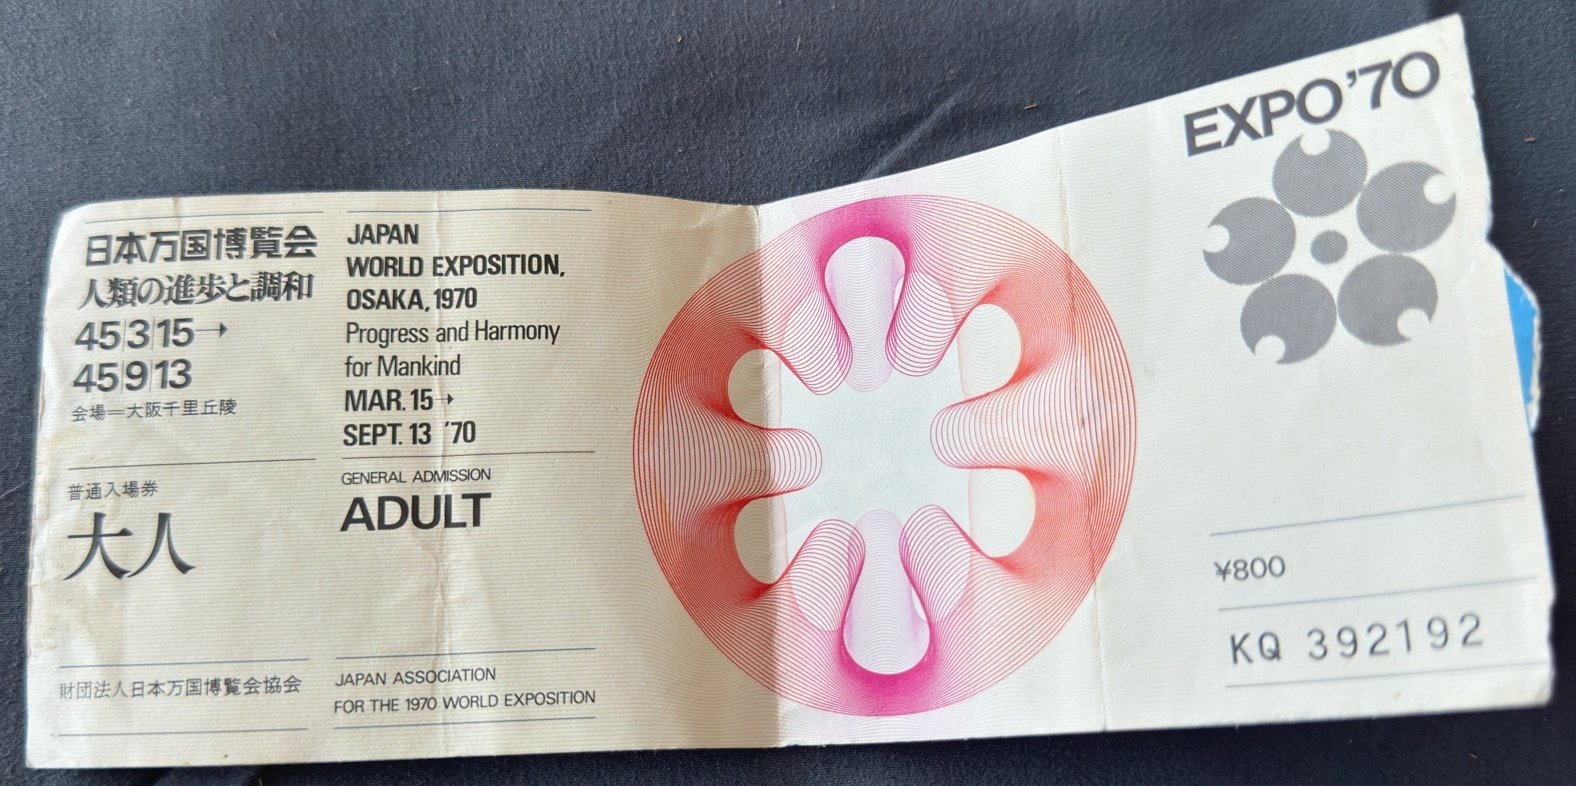 日本万国博覧会
人類の進歩と調和
45|3|15→
45|9|13
会場=大阪千里丘陵
普通入場券
大人
財団法人日本万国博覧会協会
JAPAN
WORLD EXPOSITION,
OSAKA, 1970
Progress and Harmony
for Mankind
MAR. 15→
SEPT. 13 '70
GENERAL ADMISSION
ADULT
JAPAN ASSOCIATION
FOR THE 1970 WORLD EXPOSITION
EXPO'70
¥800
KQ 392192